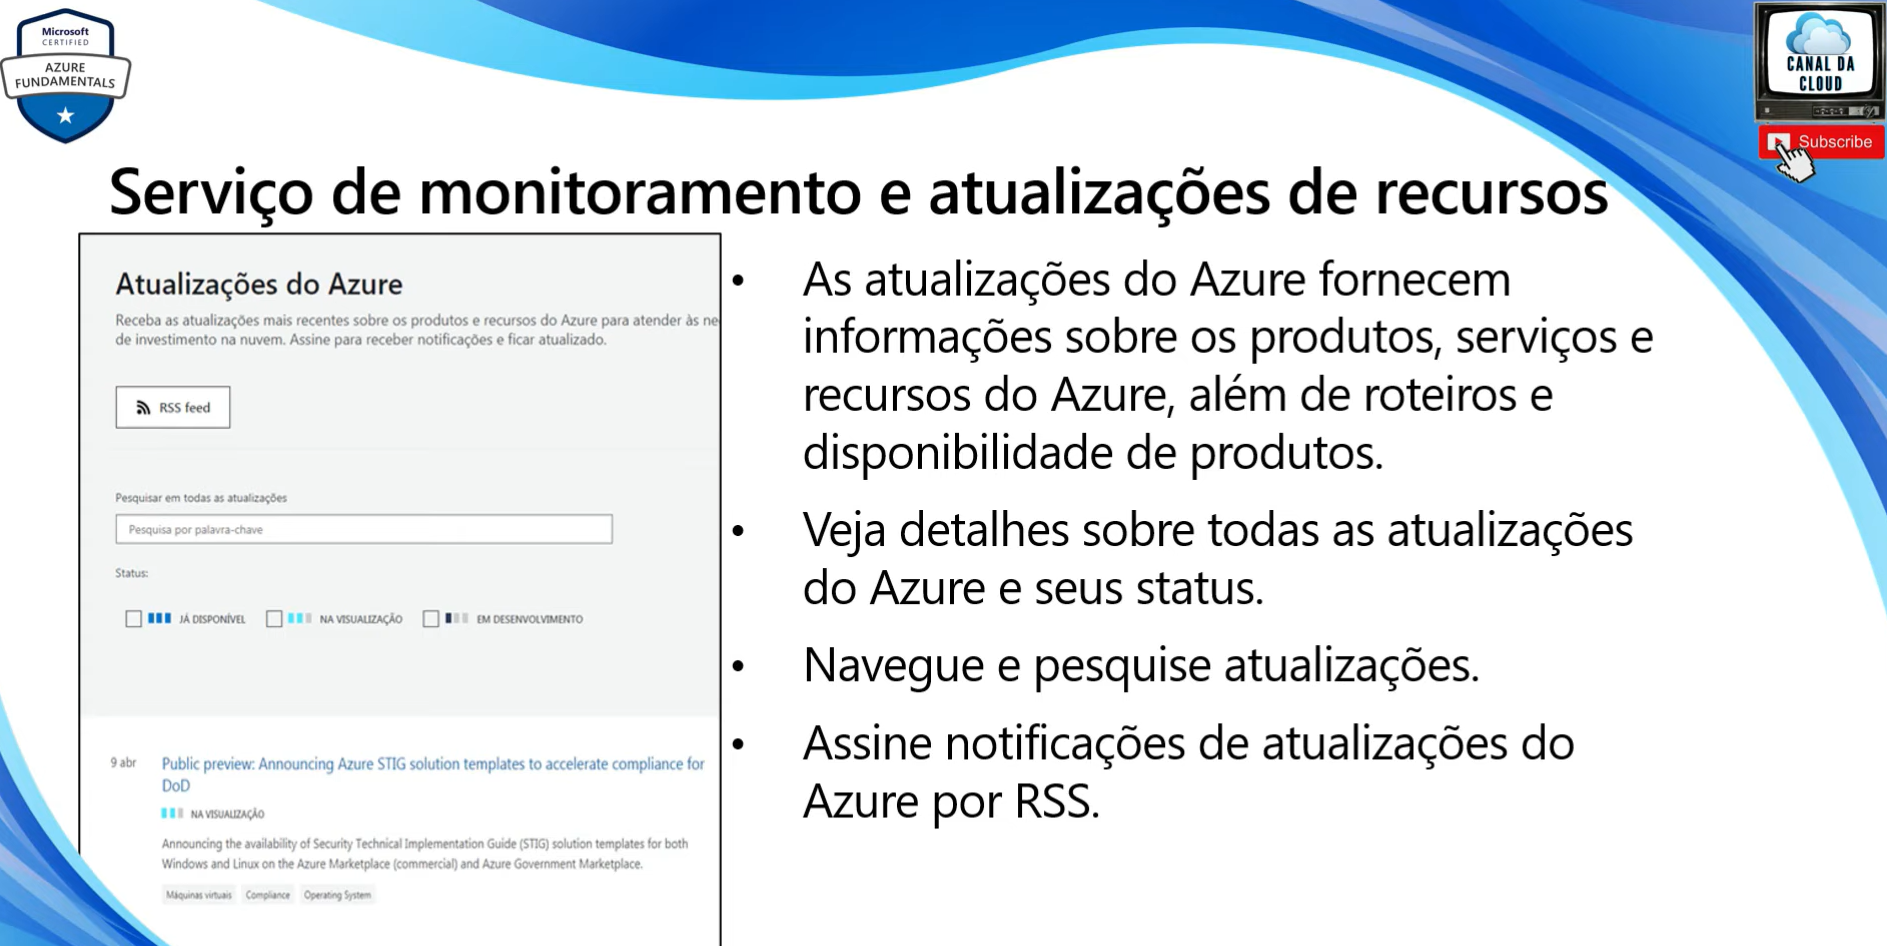 Microsoft
CERTIFIED
AZURE
FUNDAMENTALS
CANAL DA
CLOUD
Subscribe
Serviço de monitoramento e atualizações de recursos
Atualizações do Azure
Receba as atualizações mais recentes sobre os produtos e recursos do Azure para atender às ne
de investimento na nuvem. Assine para receber notificações e ficar atualizado.
RSS feed
Pesquisar em todas as atualizações
Pesquisa por palavra-chave
Status:
JÁ DISPONÍVEL NA VISUALIZAÇÃO EM DESENVOLVIMENTO
9 abr Public preview: Announcing Azure STIG solution templates to accelerate compliance for
DoD
NA VISUALIZAÇÃO
Announcing the availability of Security Technical Implementation Guide (STIG) solution templates for both
Windows and Linux on the Azure Marketplace (commercial) and Azure Government Marketplace.
Máquinas virtuais Compliance Operating System
• As atualizações do Azure fornecem
informações sobre os produtos, serviços e
recursos do Azure, além de roteiros e
disponibilidade de produtos.
• Veja detalhes sobre todas as atualizações
do Azure e seus status.
• Navegue e pesquise atualizações.
• Assine notificações de atualizações do
Azure por RSS.